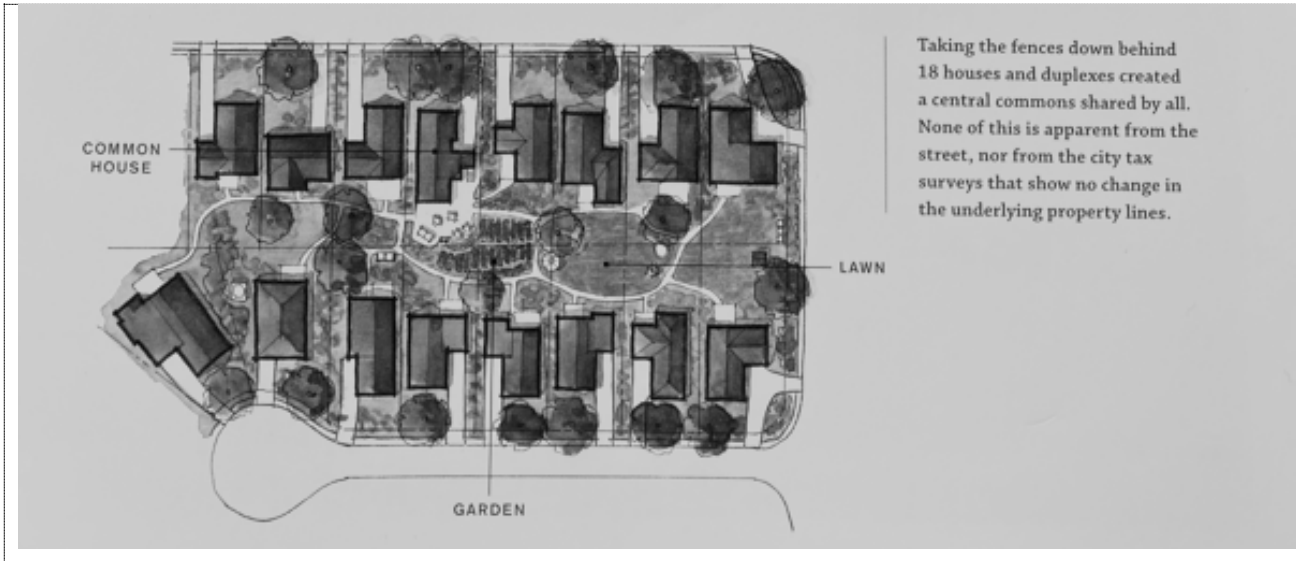 COMMON
HOUSE
LAWN
GARDEN
Taking the fences down behind
18 houses and duplexes created
a central commons shared by all.
None of this is apparent from the
street, nor from the city tax
surveys that show no change in
the underlying property lines.